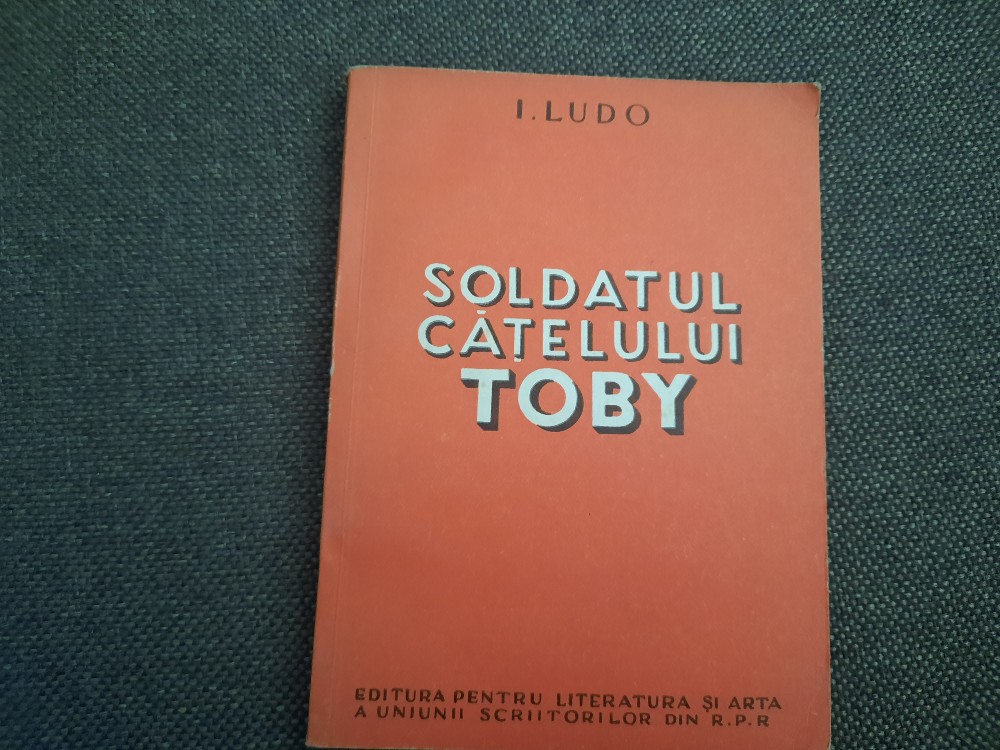 I. LUDO
SOLDATUL
CĂȚELULUI
TOBY
EDITURA PENTRU LITERATURA ȘI ARTA
A UNIUNII SCRIITORILOR DIN R.P.R